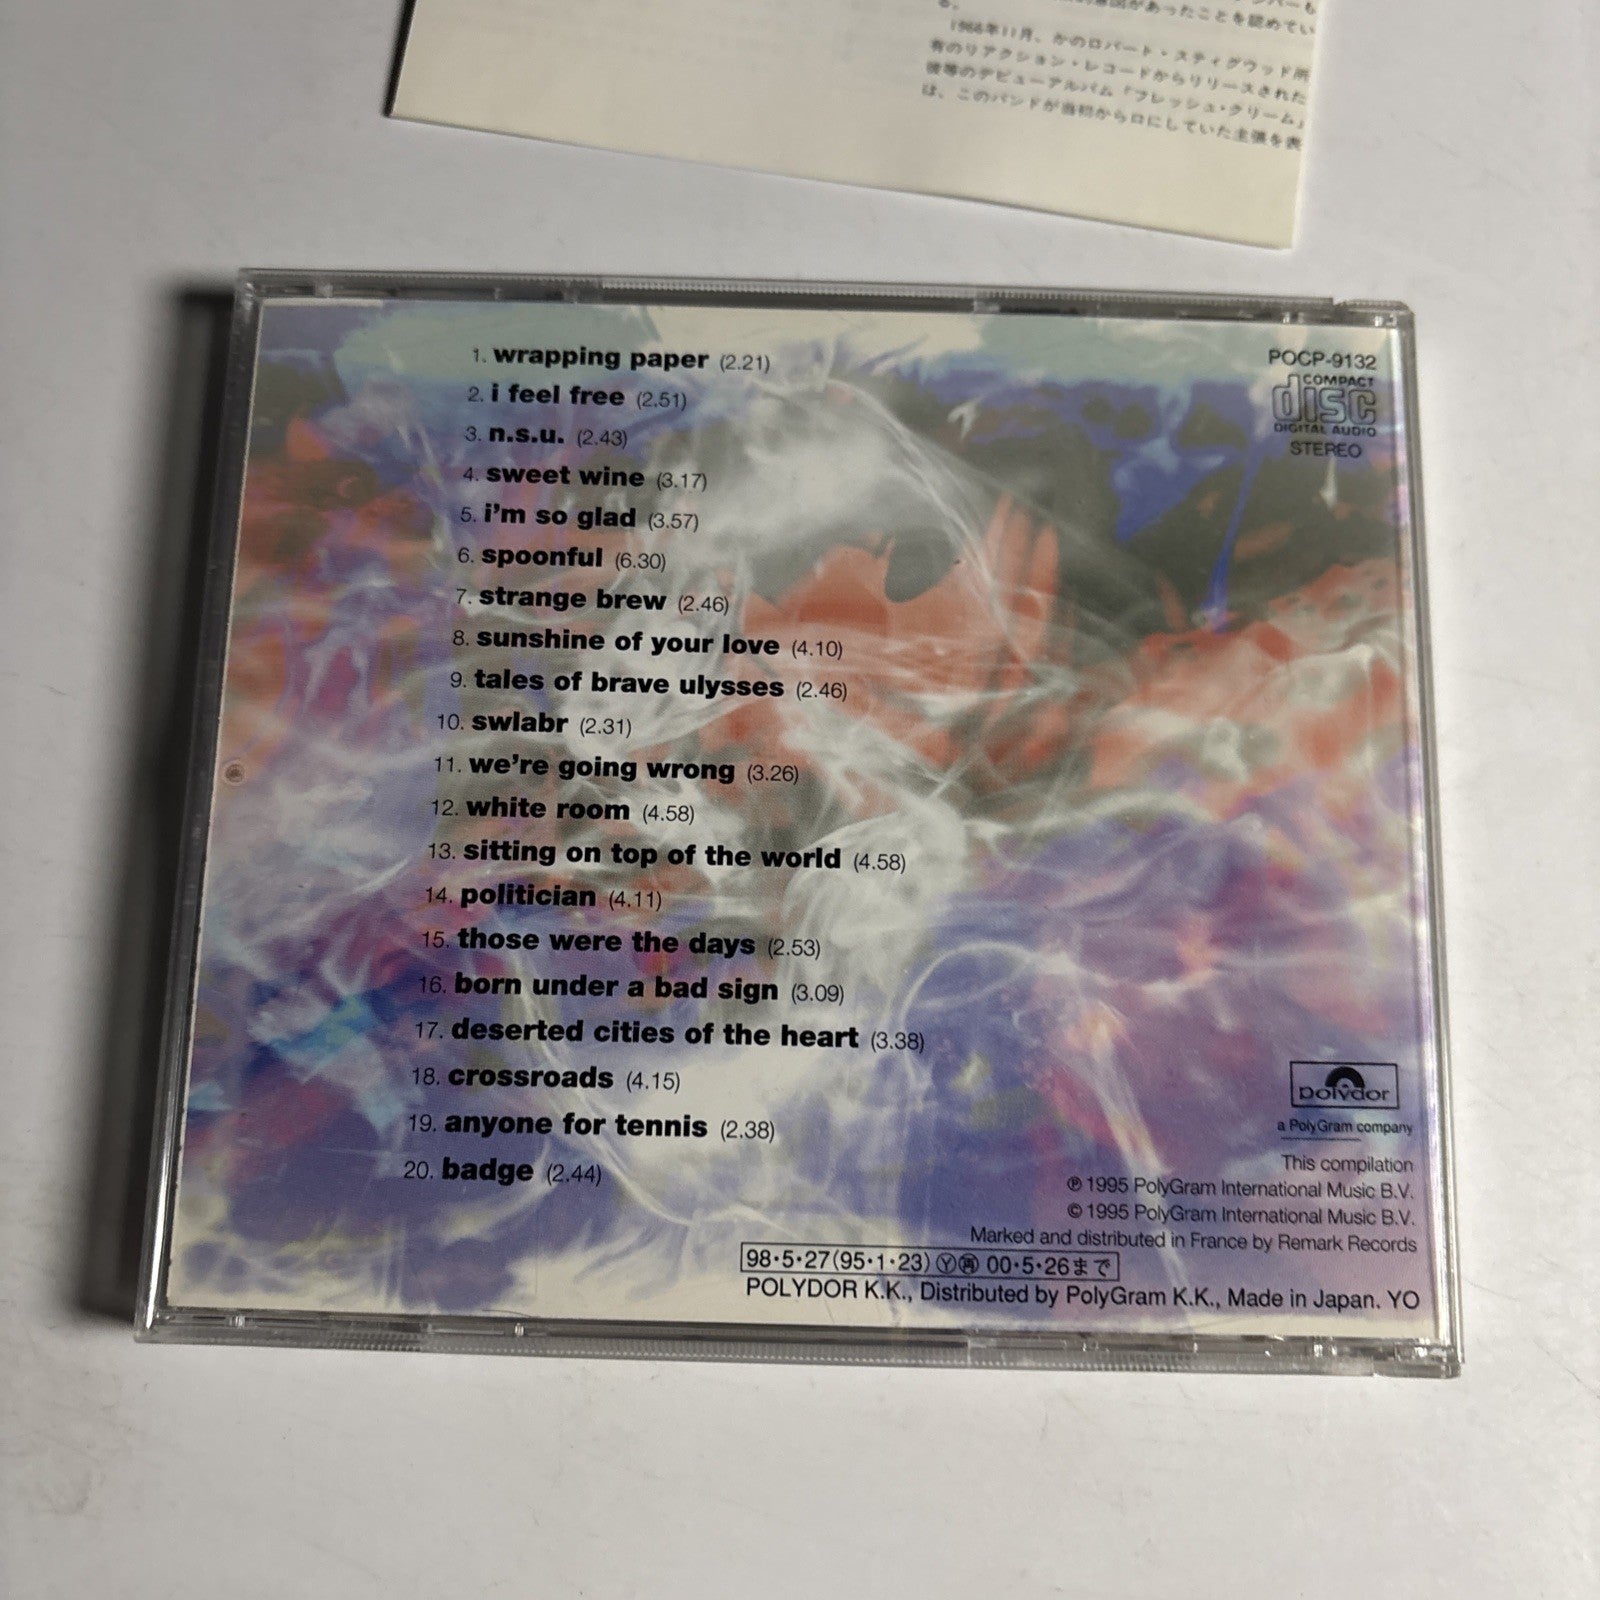 る。
1966年11月、かのロバート・スティグウッド所
有のリアクション・レコードからリリースされた
彼等のデビューアルバム「フレッシュ・クリーム」
は、このバンドが当初から口にしていた主張を表
1. wrapping paper (2.21)
2. i feel free (2.51)
3. n.s.u. (2.43)
4. sweet wine (3.17)
5. i'm so glad (3.57)
6. spoonful (6.30)
7. strange brew (2.46)
8. sunshine of your love (4.10)
9. tales of brave ulysses (2.46)
10. swlabr (2.31)
11. we're going wrong (3.26)
12. white room (4.58)
13. sitting on top of the world (4.58)
14. politician (4.11)
15. those were the days (2.53)
16. born under a bad sign (3.09)
17. deserted cities of the heart (3.38)
18. crossroads (4.15)
19. anyone for tennis (2.38)
20. badge (2.44)
POCP-9132
COMPACT
disc
DIGITAL AUDIO
STEREO
polydor
a PolyGram company
This compilation
℗ 1995 PolyGram International Music B.V.
© 1995 PolyGram International Music B.V.
Marked and distributed in France by Remark Records
98・5・27(95・1・23)Ⓨ㊢ 00・5・26まで
POLYDOR K.K., Distributed by PolyGram K.K., Made in Japan. YO